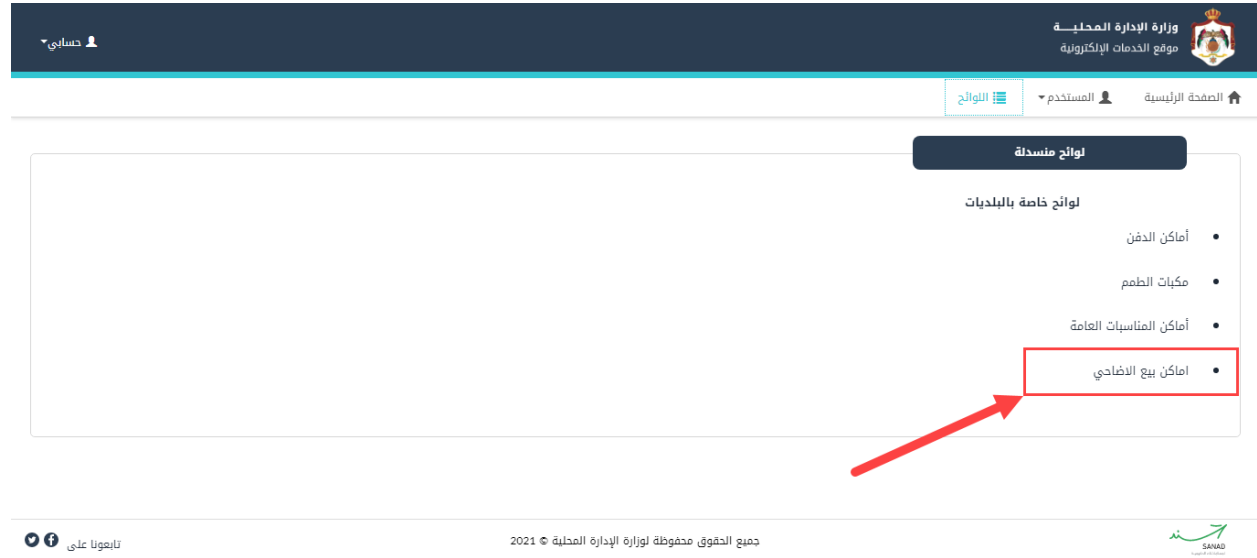 وزارة الإدارة المحليـــة
موقع الخدمات الإلكترونية
حسابي
الصفحة الرئيسية
المستخدم
اللوائح
لوائح منسدلة
لوائح خاصة بالبلديات
أماكن الدفن
مكبات الطمم
أماكن المناسبات العامة
اماكن بيع الاضاحي
سند
SANAD
جميع الحقوق محفوظة لوزارة الإدارة المحلية © 2021
تابعونا على